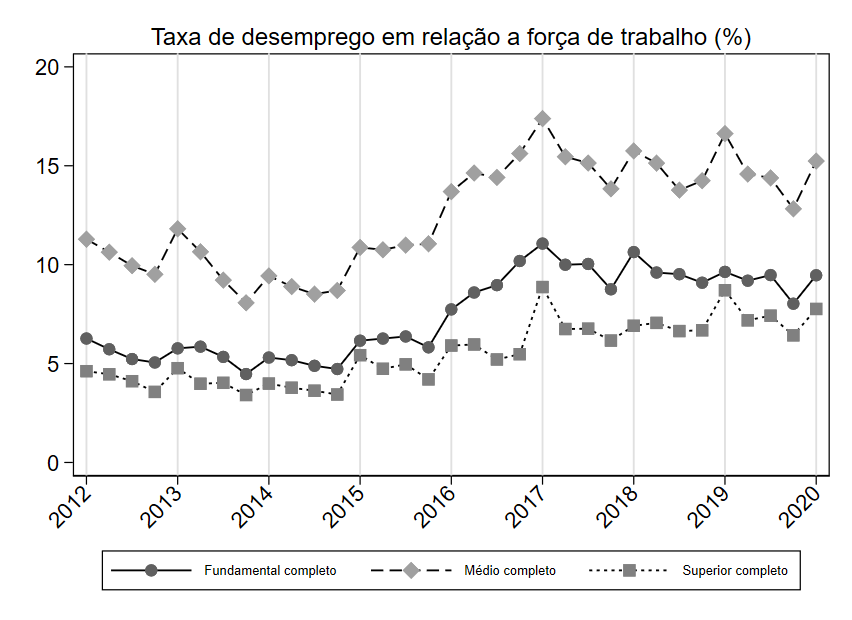 Taxa de desemprego em relação a força de trabalho (%)
20
15
10
5
0
2012 2013 2014 2015 2016 2017 2018 2019 2020
Fundamental completo Médio completo Superior completo